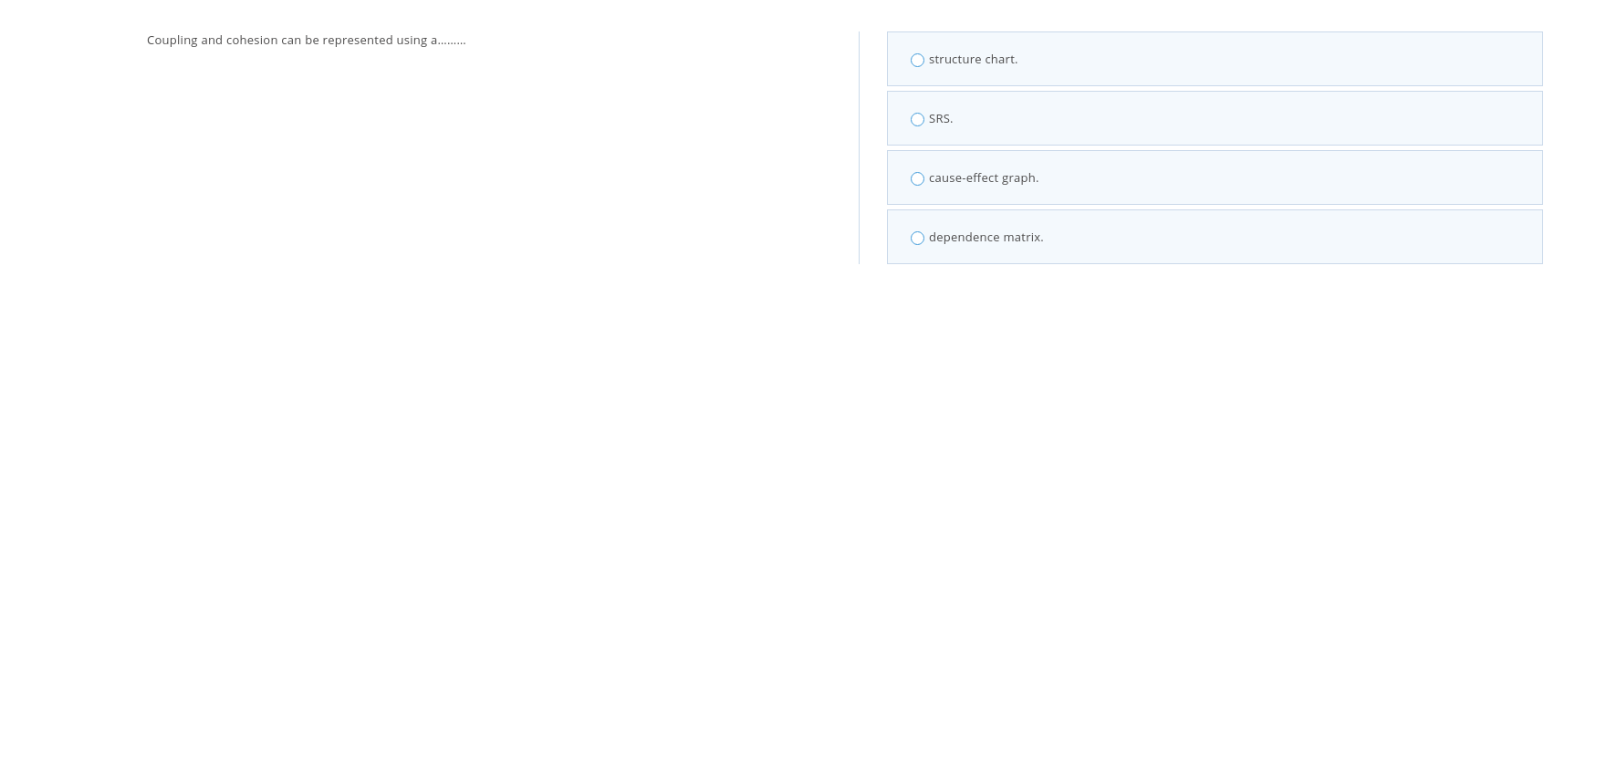 Coupling and cohesion can be represented using a.........
structure chart.
SRS.
cause-effect graph.
dependence matrix.